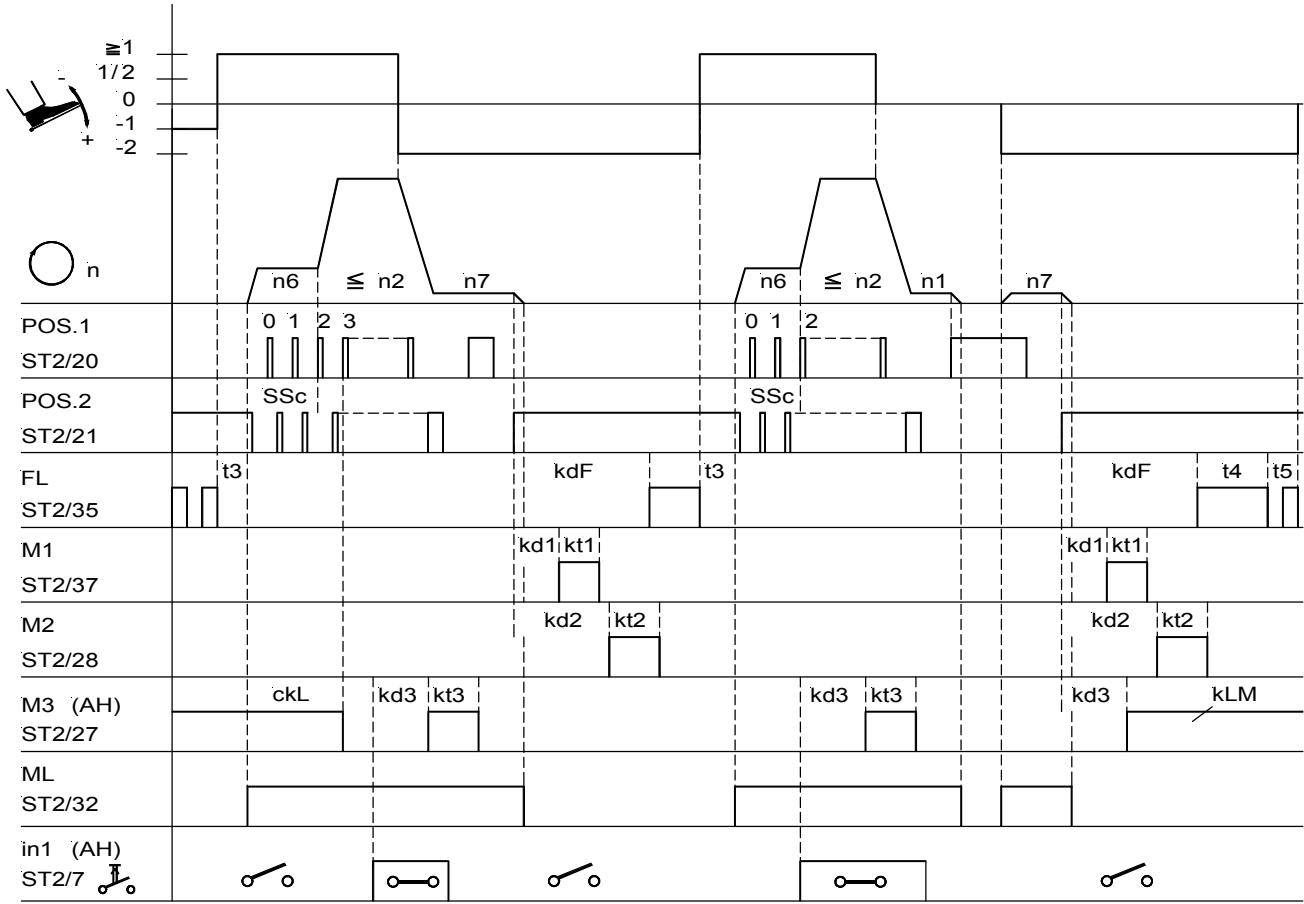 ≧1
1/2
0
-1
-2
-
+
n
n6
≦ n2
n7
n6
≦ n2
n1
n7
POS.1
ST2/20
0 1 2 3
0 1 2
POS.2
ST2/21
SSc
SSc
FL
ST2/35
t3
kdF
t3
kdF
t4
t5
M1
ST2/37
kd1
kt1
kd1
kt1
M2
ST2/28
kd2
kt2
kd2
kt2
M3 (AH)
ST2/27
ckL
kd3
kt3
kd3
kt3
kd3
kLM
ML
ST2/32
in1 (AH)
ST2/7